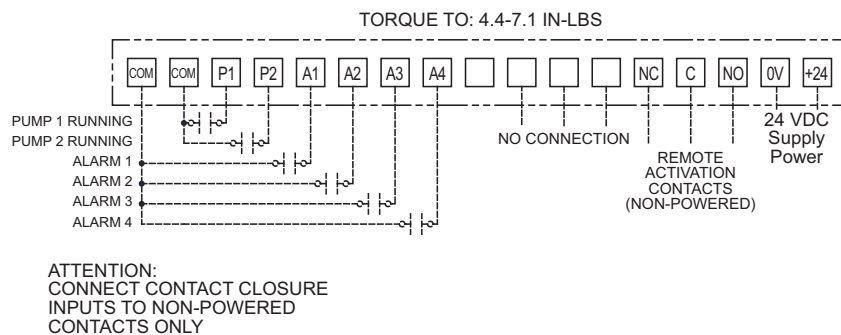 TORQUE TO: 4.4-7.1 IN-LBS
COM COM P1 P2 A1 A2 A3 A4 NC C NO 0V +24
PUMP 1 RUNNING
PUMP 2 RUNNING
ALARM 1
ALARM 2
ALARM 3
ALARM 4
NO CONNECTION
REMOTE
ACTIVATION
CONTACTS
(NON-POWERED)
24 VDC
Supply
Power
ATTENTION:
CONNECT CONTACT CLOSURE
INPUTS TO NON-POWERED
CONTACTS ONLY